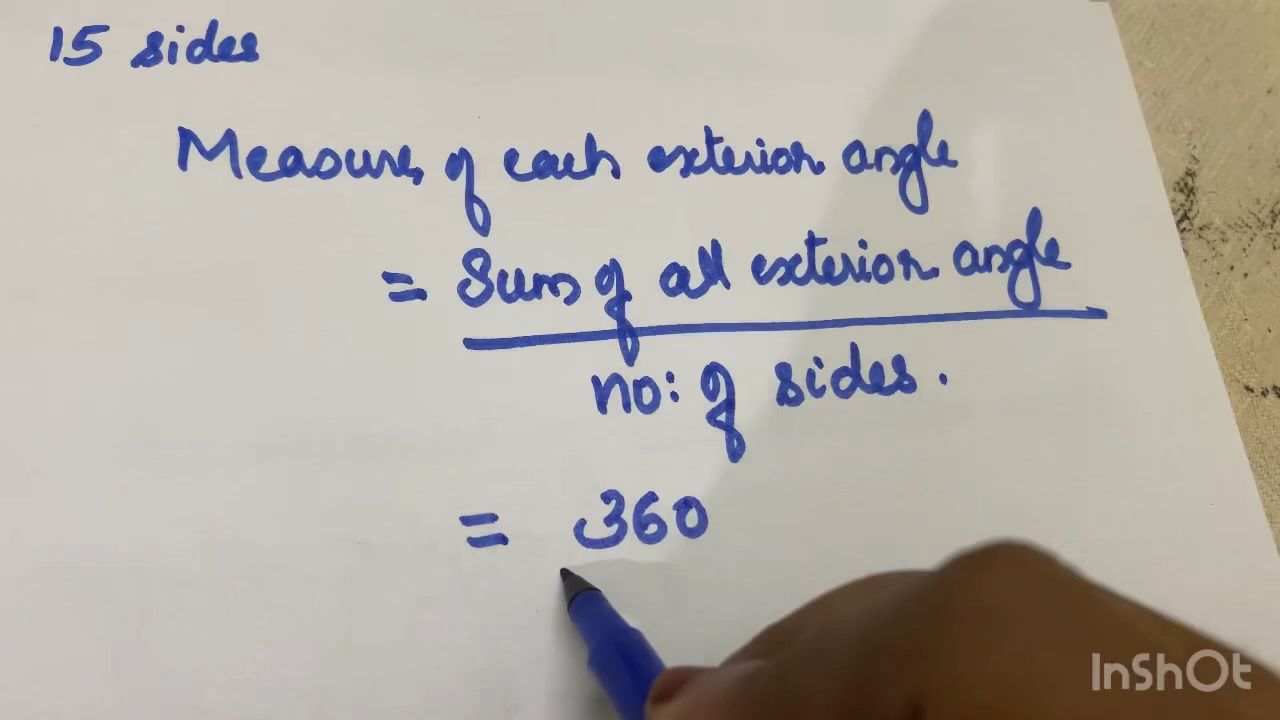 15 sides
Measure of each exterior angle
= Sum of all exterior angle
no: of sides.
= 360
InShOt